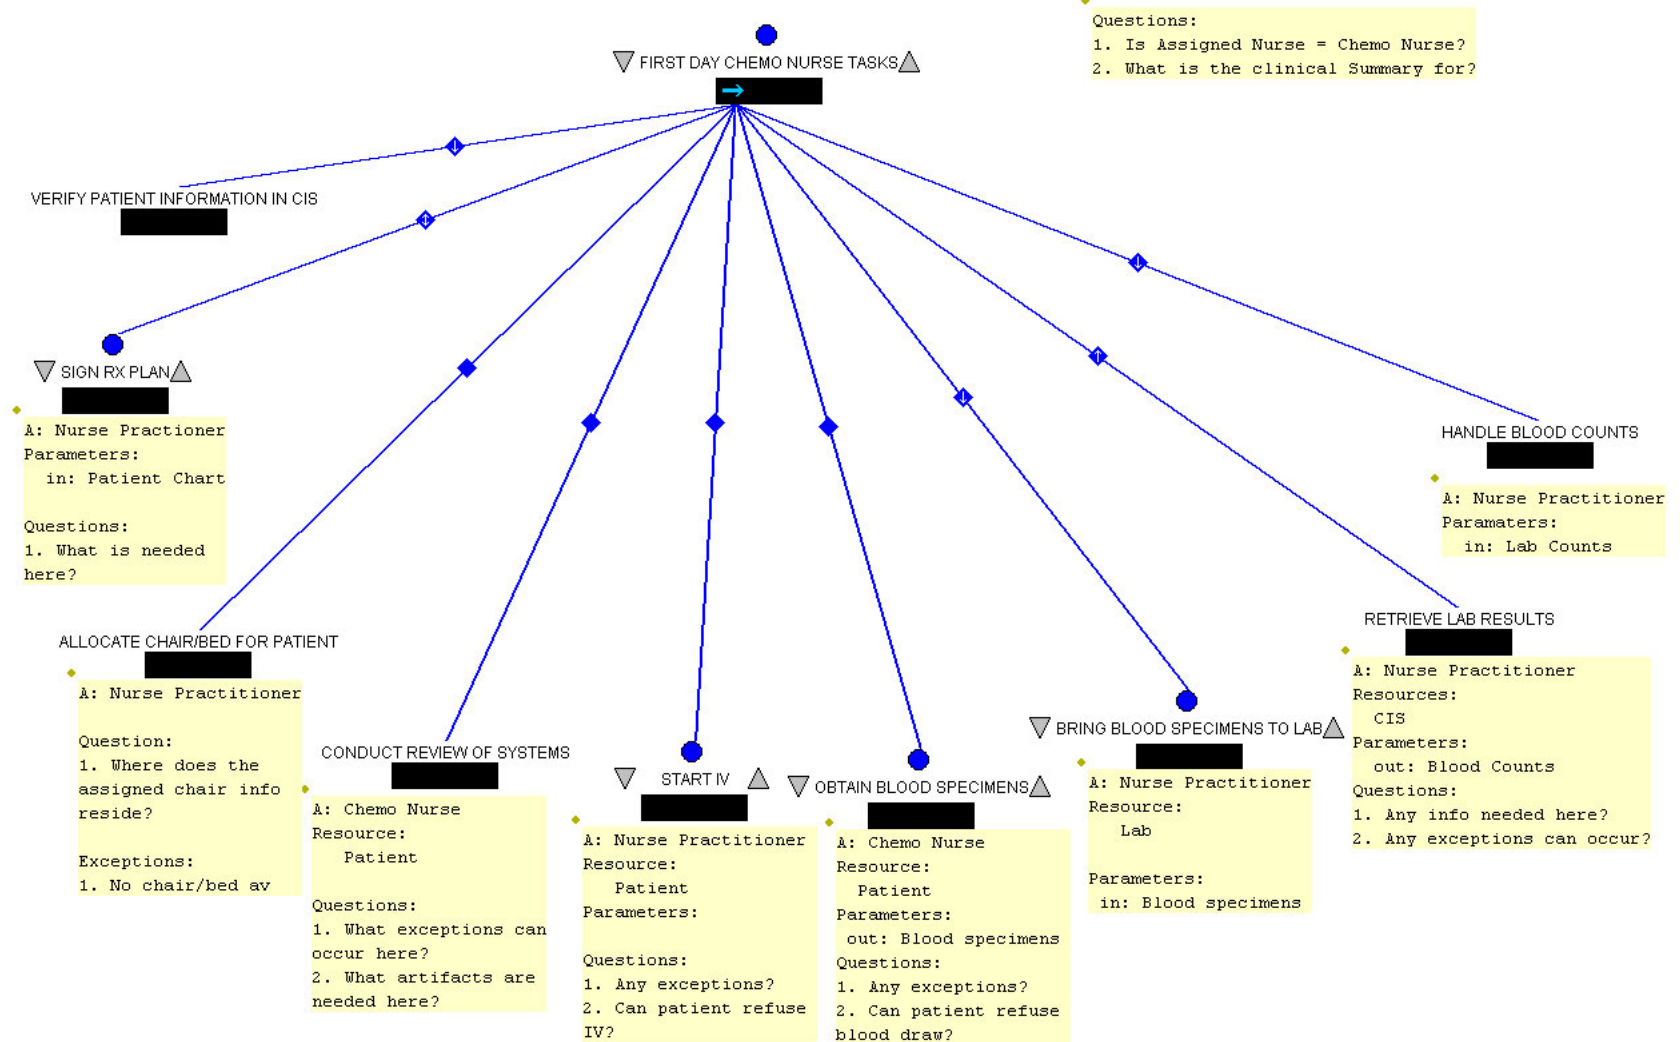 Questions:
1. Is Assigned Nurse = Chemo Nurse?
2. What is the clinical Summary for?
FIRST DAY CHEMO NURSE TASKS
VERIFY PATIENT INFORMATION IN CIS
SIGN RX PLAN
A: Nurse Practioner
Parameters:
in: Patient Chart
Questions:
1. What is needed
here?
HANDLE BLOOD COUNTS
A: Nurse Practitioner
Paramaters:
in: Lab Counts
ALLOCATE CHAIR/BED FOR PATIENT
A: Nurse Practitioner
Question:
1. Where does the
assigned chair info
reside?
Exceptions:
1. No chair/bed av
CONDUCT REVIEW OF SYSTEMS
A: Chemo Nurse
Resource:
Patient
Questions:
1. What exceptions can
occur here?
2. What artifacts are
needed here?
START IV
A: Nurse Practitioner
Resource:
Patient
Parameters:
Questions:
1. Any exceptions?
2. Can patient refuse
IV?
OBTAIN BLOOD SPECIMENS
A: Chemo Nurse
Resource:
Patient
Parameters:
out: Blood specimens
Questions:
1. Any exceptions?
2. Can patient refuse
blood draw?
BRING BLOOD SPECIMENS TO LAB
A: Nurse Practitioner
Resource:
Lab
Parameters:
in: Blood specimens
RETRIEVE LAB RESULTS
A: Nurse Practitioner
Resources:
CIS
Parameters:
out: Blood Counts
Questions:
1. Any info needed here?
2. Any exceptions can occur?